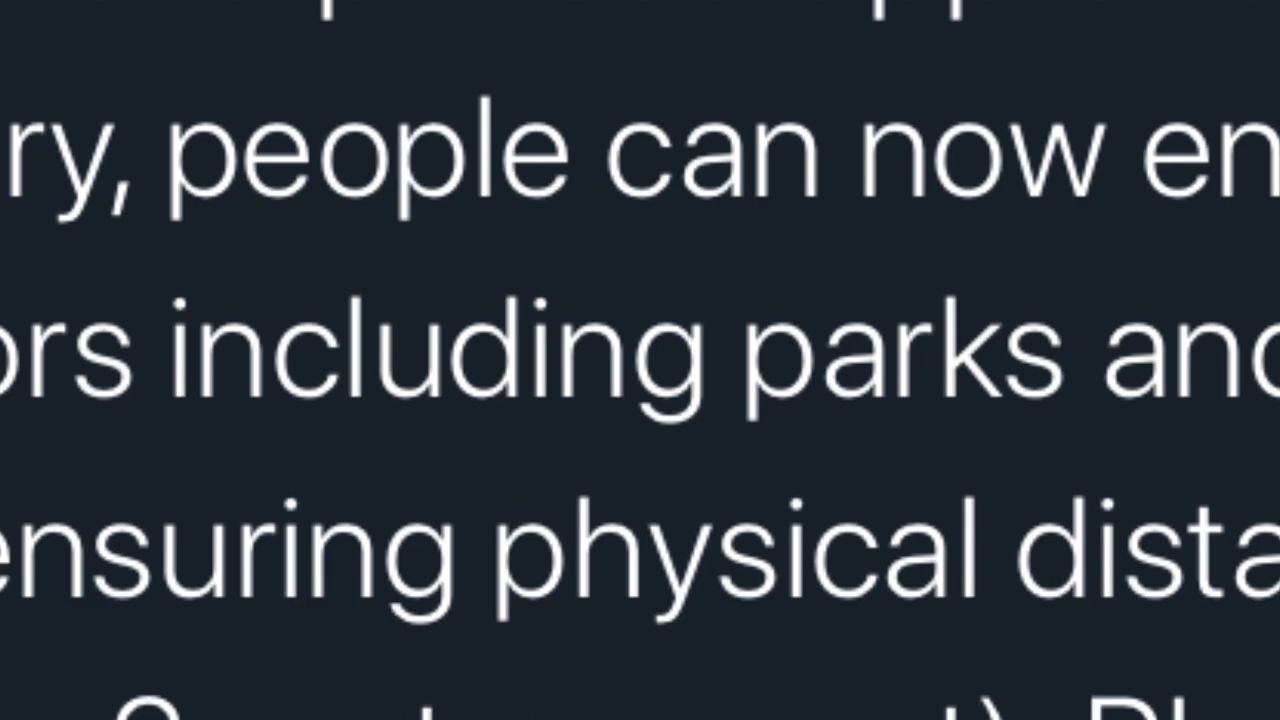 ry, people can now en
ors including parks and
ensuring physical dista